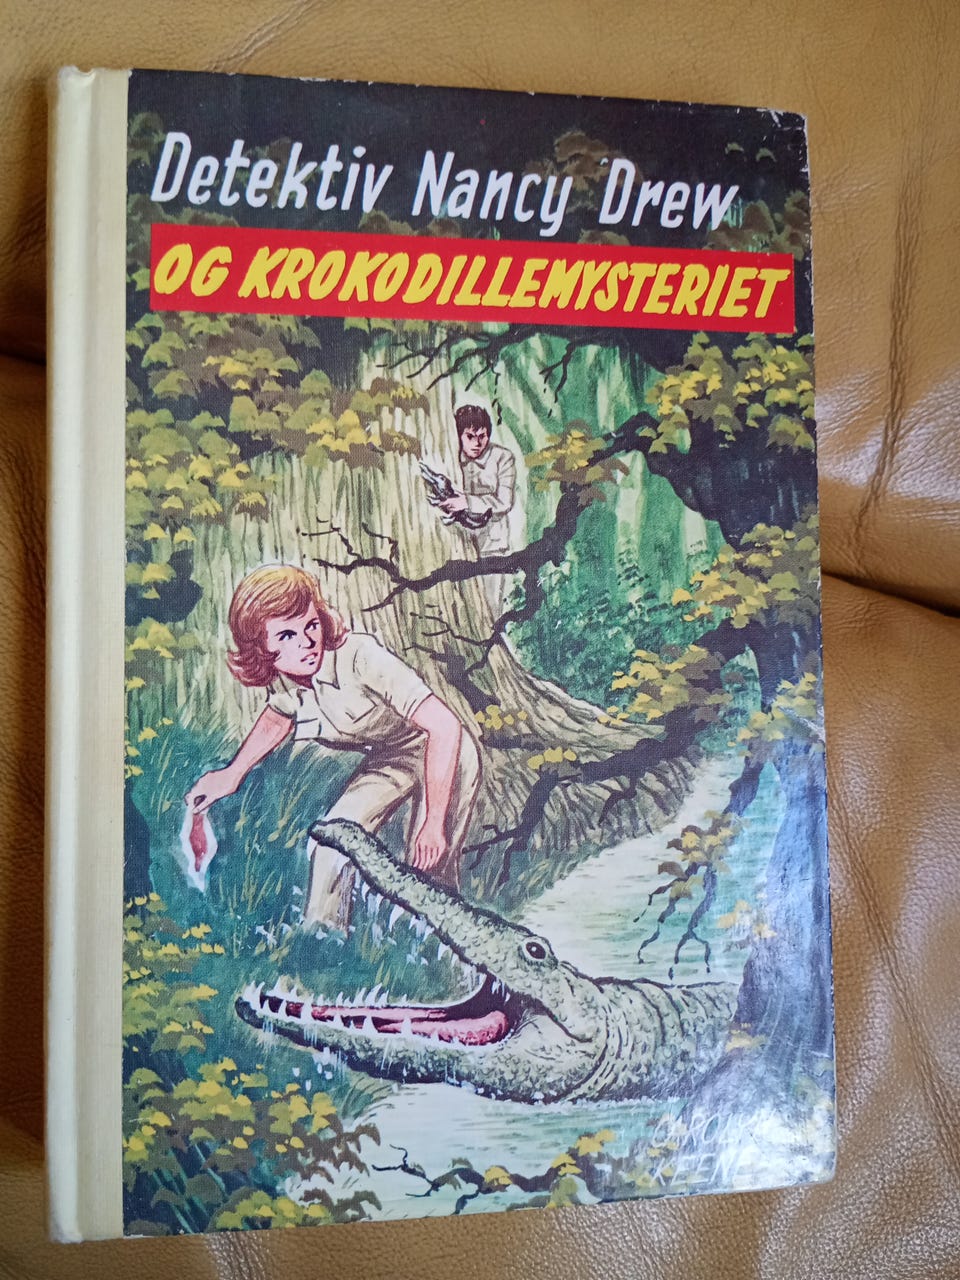 Detektiv Nancy Drew
OG KROKODILLEMYSTERIET
CAROLYN
KEENE